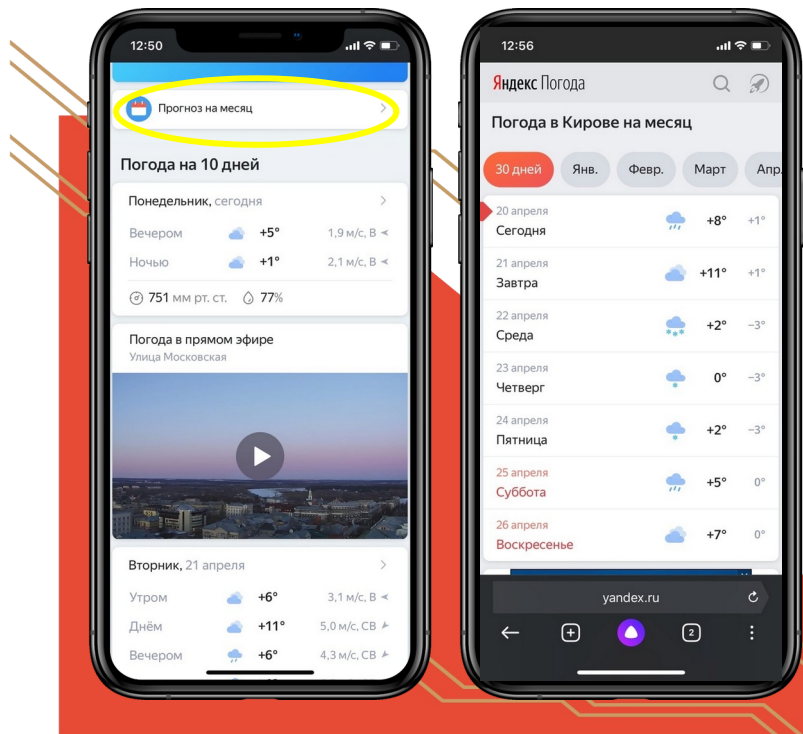 12:50
Прогноз на месяц
Погода на 10 дней
Понедельник, сегодня
Вечером +5° 1,9 м/с, В
Ночью +1° 2,1 м/с, В
751 мм рт. ст. 77%
Погода в прямом эфире
Улица Московская
Вторник, 21 апреля
Утром +6° 3,1 м/с, В
Днём +11° 5,0 м/с, СВ
Вечером +6° 4,3 м/с, СВ
12:56
Яндекс Погода
Погода в Кирове на месяц
30 дней Янв. Февр. Март Апр.
20 апреля
Сегодня +8° +1°
21 апреля
Завтра +11° +1°
22 апреля
Среда +2° −3°
23 апреля
Четверг 0° −3°
24 апреля
Пятница +2° −3°
25 апреля
Суббота +5° 0°
26 апреля
Воскресенье +7° 0°
yandex.ru
2